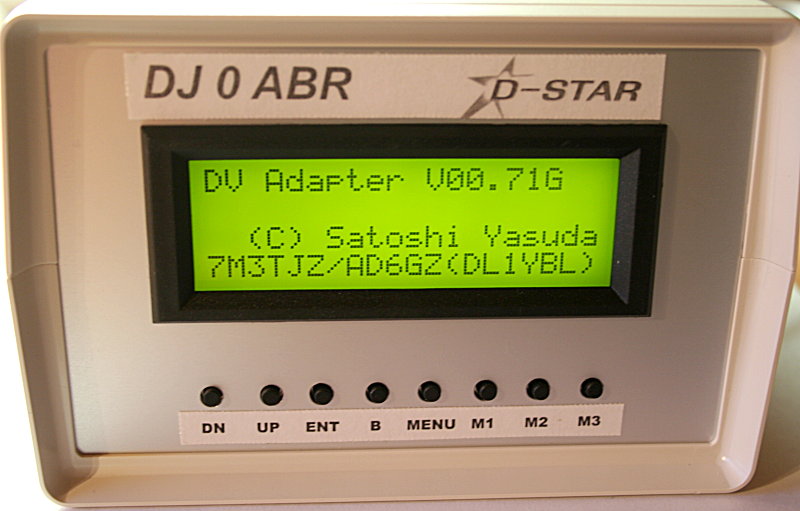 DJ 0 ABR
D-STAR
DV Adapter V00.71G
(C) Satoshi Yasuda
7M3TJZ/AD6GZ(DL1YBL)
DN UP ENT B MENU M1 M2 M3